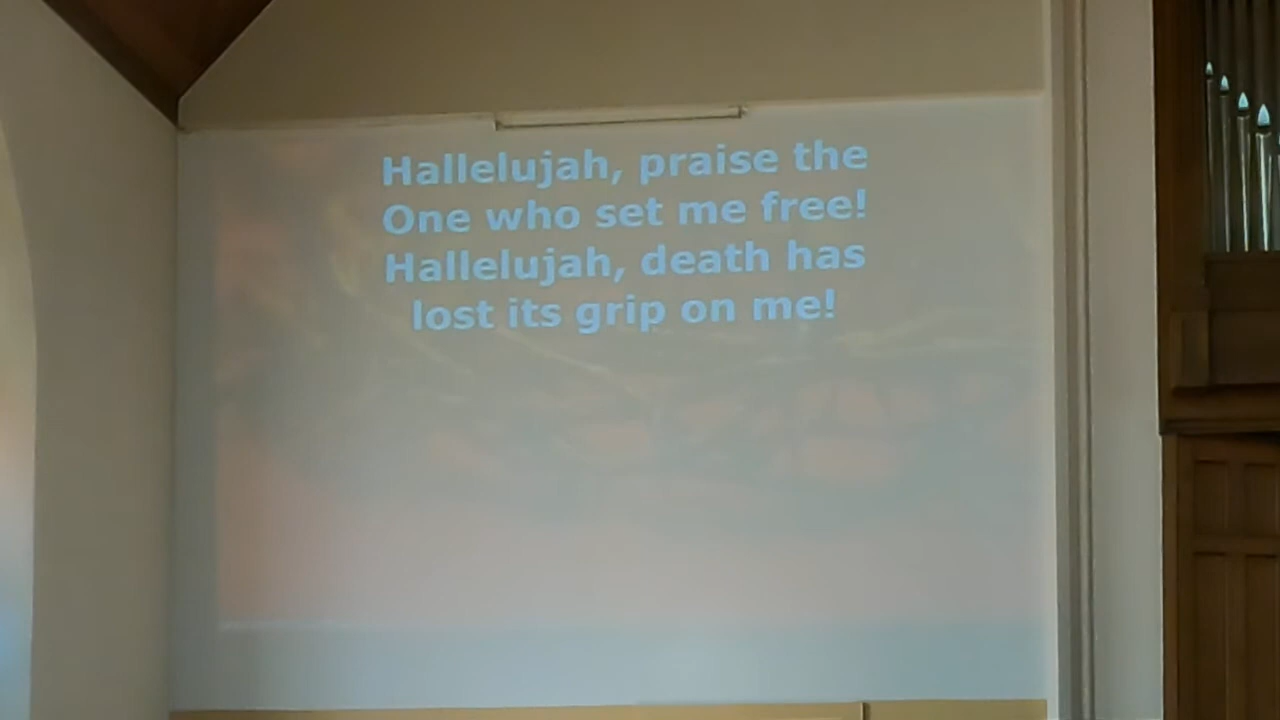 Hallelujah, praise the
One who set me free!
Hallelujah, death has
lost its grip on me!